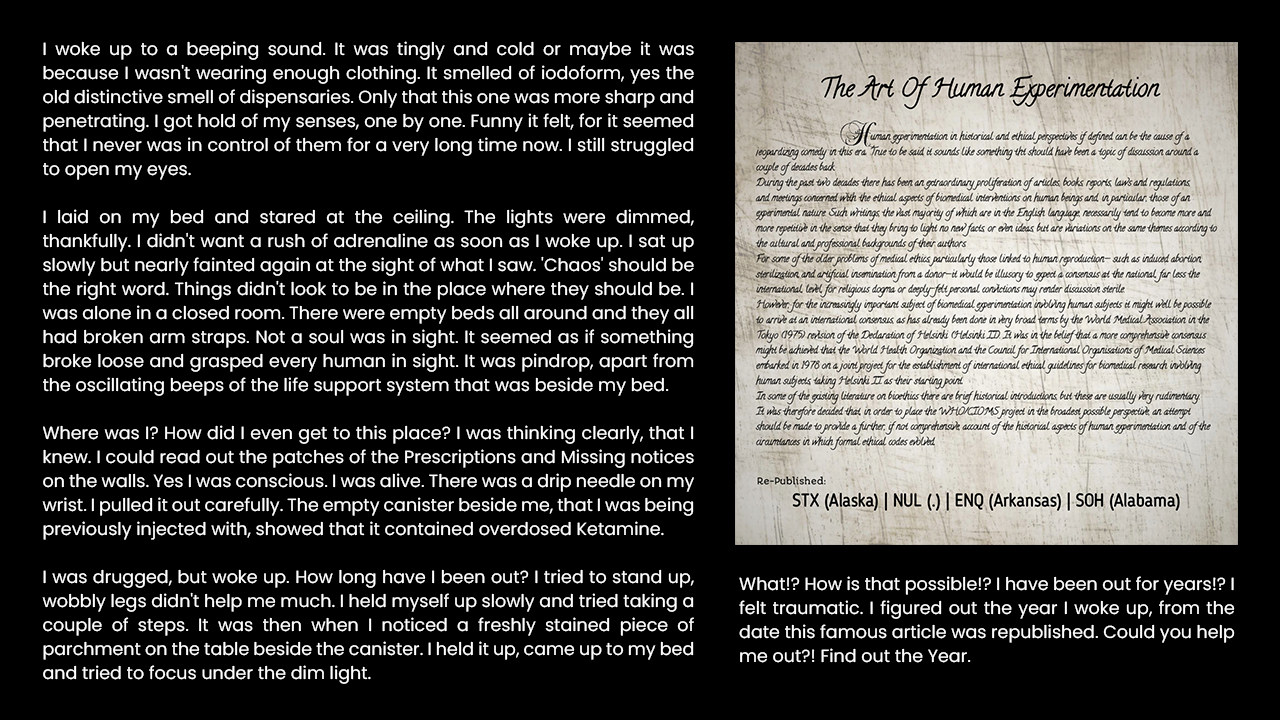 I woke up to a beeping sound. It was tingly and cold or maybe it was
because I wasn't wearing enough clothing. It smelled of iodoform, yes the
old distinctive smell of dispensaries. Only that this one was more sharp and
penetrating. I got hold of my senses, one by one. Funny it felt, for it seemed
that I never was in control of them for a very long time now. I still struggled
to open my eyes.
I laid on my bed and stared at the ceiling. The lights were dimmed,
thankfully. I didn't want a rush of adrenaline as soon as I woke up. I sat up
slowly but nearly fainted again at the sight of what I saw. 'Chaos' should be
the right word. Things didn't look to be in the place where they should be. I
was alone in a closed room. There were empty beds all around and they all
had broken arm straps. Not a soul was in sight. It seemed as if something
broke loose and grasped every human in sight. It was pindrop, apart from
the oscillating beeps of the life support system that was beside my bed.
Where was I? How did I even get to this place? I was thinking clearly, that I
knew. I could read out the patches of the Prescriptions and Missing notices
on the walls. Yes I was conscious. I was alive. There was a drip needle on my
wrist. I pulled it out carefully. The empty canister beside me, that I was being
previously injected with, showed that it contained overdosed Ketamine.
I was drugged, but woke up. How long have I been out? I tried to stand up,
wobbly legs didn't help me much. I held myself up slowly and tried taking a
couple of steps. It was then when I noticed a freshly stained piece of
parchment on the table beside the canister. I held it up, came up to my bed
and tried to focus under the dim light.
The Art Of Human Experimentation
Human experimentation in historical and ethical perspectives if defined can be the cause of a
jeopardizing comedy in this era. True to be said it sounds like something tht should have been a topic of discussion around a
couple of decades back.
During the past two decades there has been an extraordinary proliferation of articles, books, reports, laws and regulations,
and meetings concerned with the ethical aspects of biomedical interventions on human beings and, in particular, those of an
experimental nature. Such writings, the vast majority of which are in the English language, necessarily tend to become more and
more repetitive in the sense that they bring to light no new facts, or even ideas, but are variations on the same themes according to
the cultural and professional backgrounds of their authors.
For some of the older problems of medical ethics, particularly those linked to human reproduction-- such as induced abortion,
sterilization, and artificial insemination from a donor--it would be illusory to expect a consensus at the national, far less the
international, level, for religious dogma or deeply-felt personal convictions may render discussion sterile.
However, for the increasingly important subject of biomedical experimentation involving human subjects it might well be possible
to arrive at an international consensus, as has already been done in very broad terms by the World Medical Association in the
Tokyo (1975) revision of the Declaration of Helsinki (Helsinki II). It was in the belief that a more comprehensive consensus
might be achieved that the World Health Organization and the Council for International Organisations of Medical Sciences
embarked in 1978 on a joint project for the establishment of international ethical guidelines for biomedical research involving
human subjects, taking Helsinki II as their starting point.
In some of the existing literature on bioethics there are brief historical introductions, but these are usually very rudimentary.
It was therefore decided that, in order to place the WHO/CIOMS project in the broadest possible perspective, an attempt
should be made to provide a further, if not comprehensive account of the historical aspects of human experimentation and of the
circumstances in which formal ethical codes evolved.
Re-Published:
STX (Alaska) | NUL (.) | ENQ (Arkansas) | SOH (Alabama)
What!? How is that possible!? I have been out for years!? I
felt traumatic. I figured out the year I woke up, from the
date this famous article was republished. Could you help
me out?! Find out the Year.